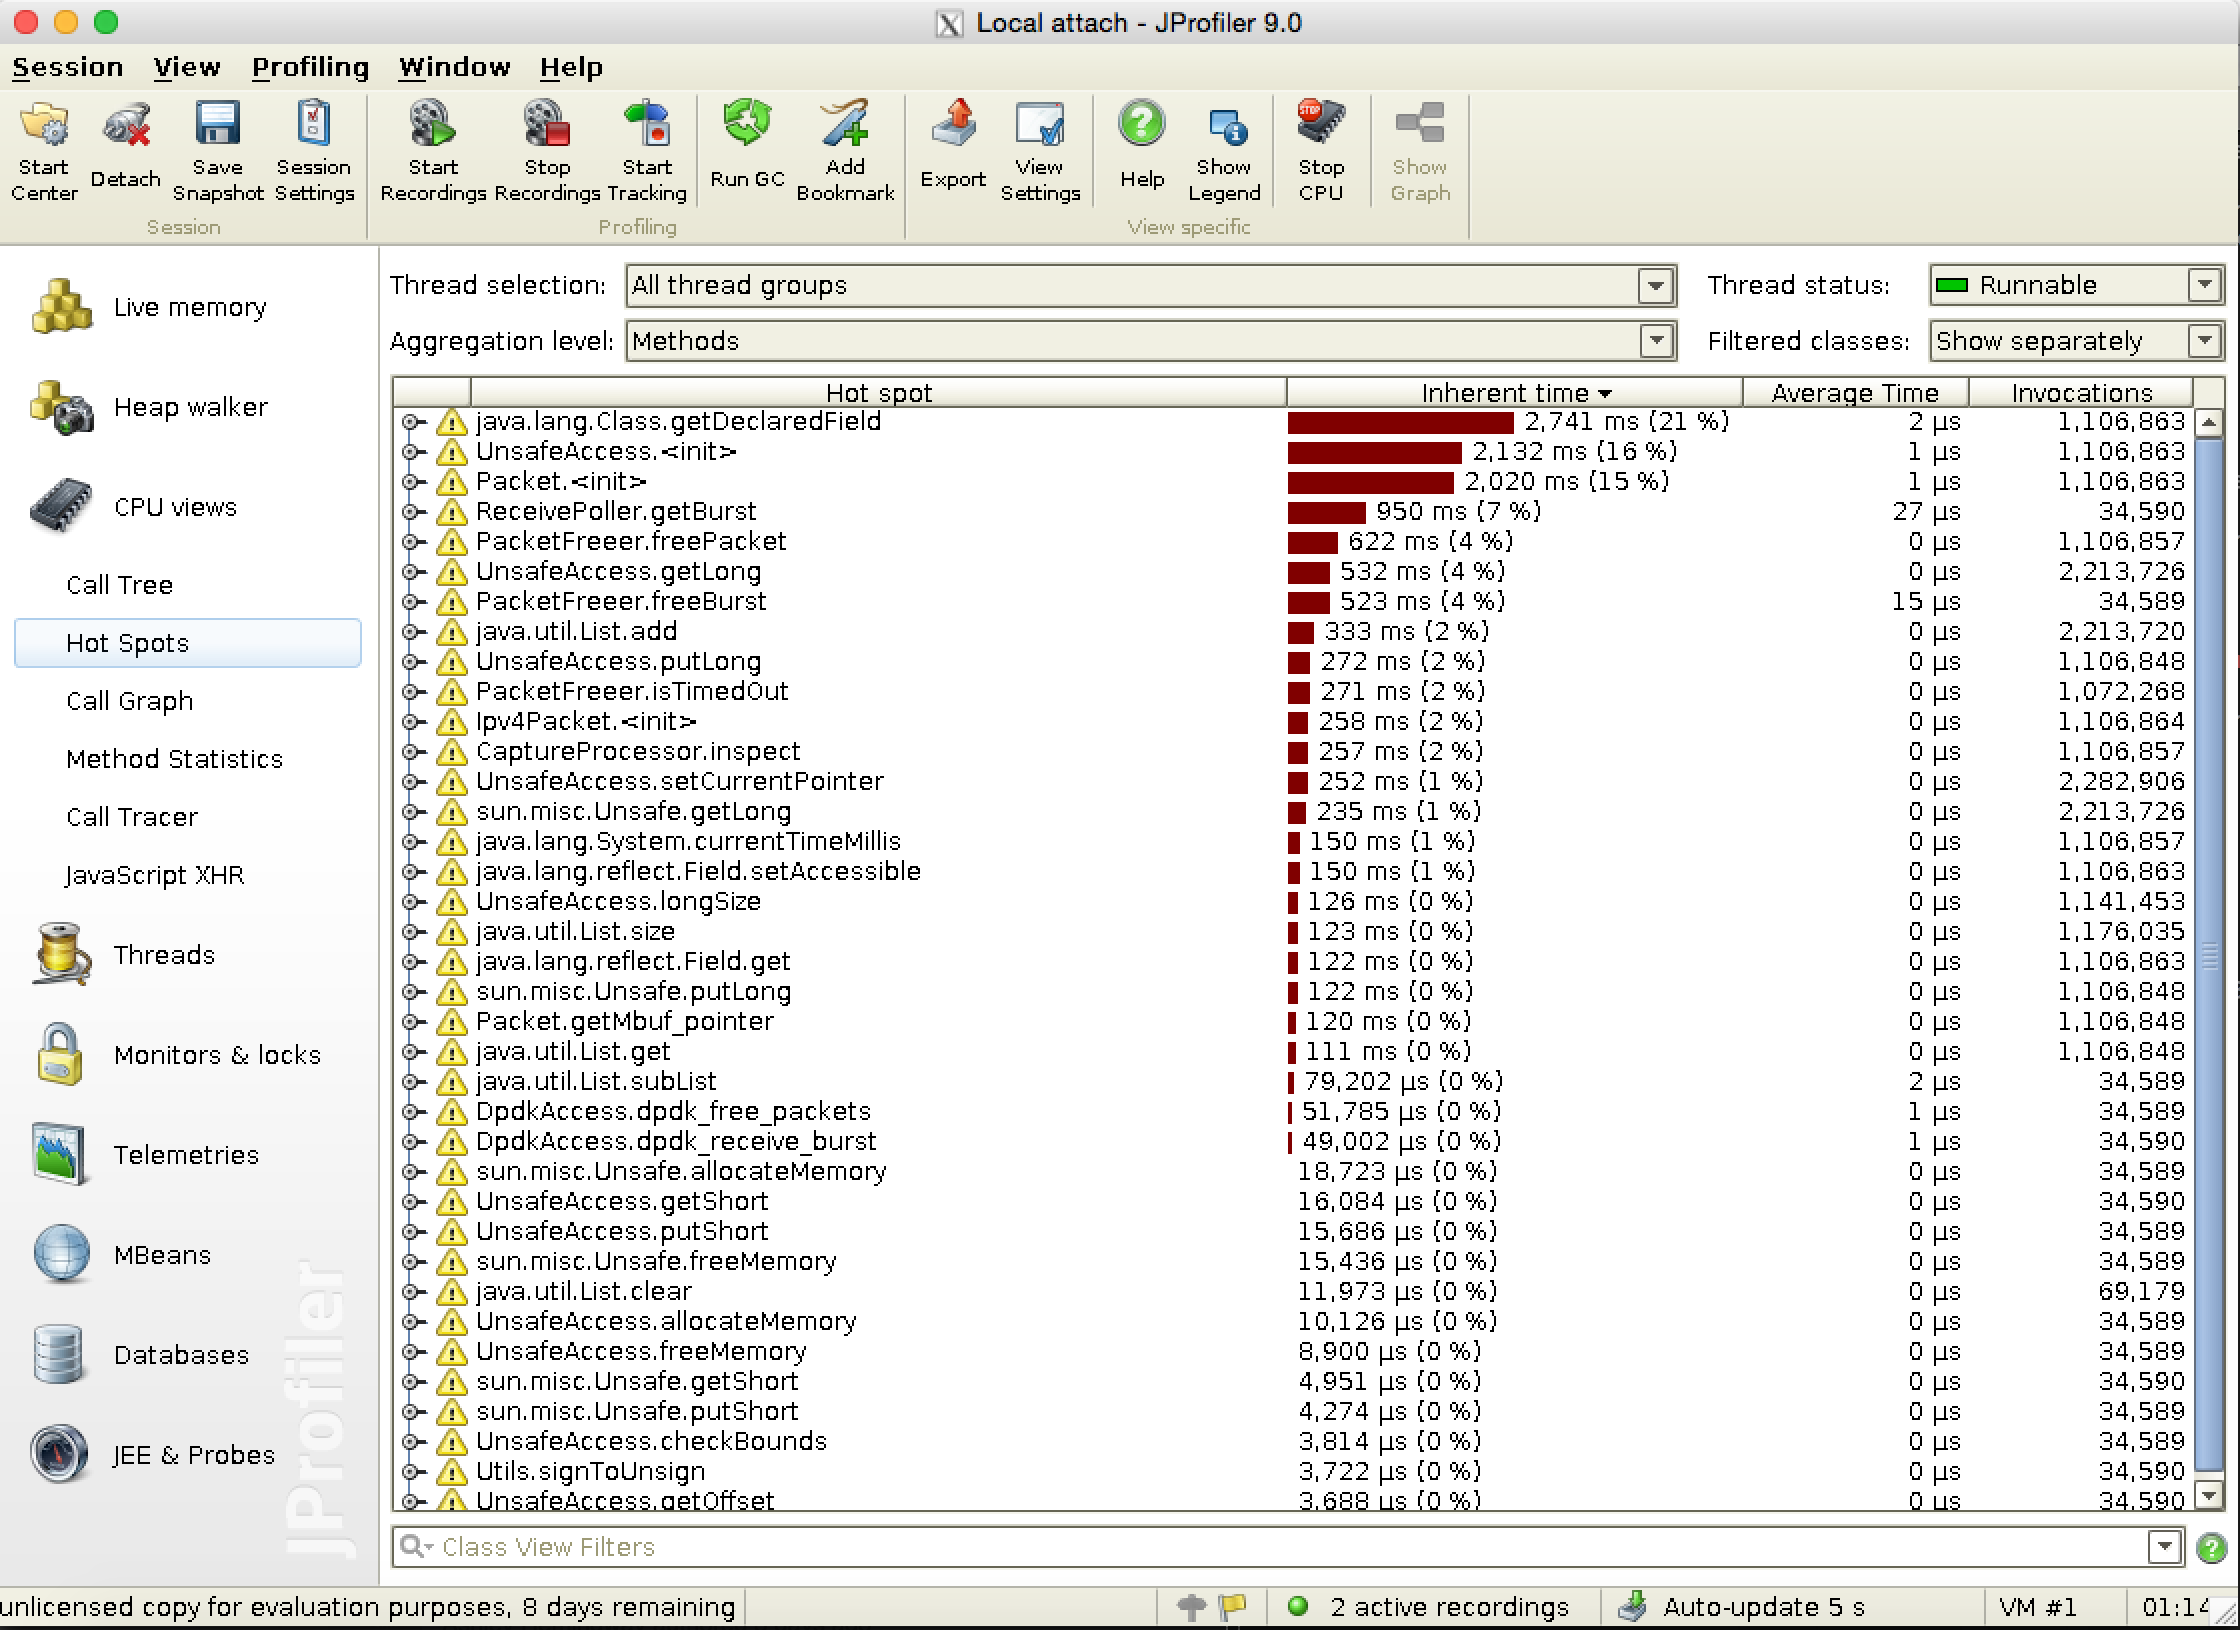 Local attach - JProfiler 9.0
Session View Profiling Window Help
Start Center
Detach
Save Snapshot
Session Settings
Start Recordings
Stop Recordings
Start Tracking
Run GC
Add Bookmark
Export
View Settings
Help
Show Legend
Stop CPU
Show Graph
Session
Profiling
View specific
Live memory
Heap walker
CPU views
Call Tree
Hot Spots
Call Graph
Method Statistics
Call Tracer
JavaScript XHR
Threads
Monitors & locks
Telemetries
MBeans
Databases
JEE & Probes
JProfiler
Thread selection: All thread groups Thread status: Runnable
Aggregation level: Methods Filtered classes: Show separately
Hot spot Inherent time Average Time Invocations
java.lang.Class.getDeclaredField 2,741 ms (21 %) 2 µs 1,106,863
UnsafeAccess.<init> 2,132 ms (16 %) 1 µs 1,106,863
Packet.<init> 2,020 ms (15 %) 1 µs 1,106,863
ReceivePoller.getBurst 950 ms (7 %) 27 µs 34,590
PacketFreeer.freePacket 622 ms (4 %) 0 µs 1,106,857
UnsafeAccess.getLong 532 ms (4 %) 0 µs 2,213,726
PacketFreeer.freeBurst 523 ms (4 %) 15 µs 34,589
java.util.List.add 333 ms (2 %) 0 µs 2,213,720
UnsafeAccess.putLong 272 ms (2 %) 0 µs 1,106,848
PacketFreeer.isTimedOut 271 ms (2 %) 0 µs 1,072,268
Ipv4Packet.<init> 258 ms (2 %) 0 µs 1,106,864
CaptureProcessor.inspect 257 ms (2 %) 0 µs 1,106,857
UnsafeAccess.setCurrentPointer 252 ms (1 %) 0 µs 2,282,906
sun.misc.Unsafe.getLong 235 ms (1 %) 0 µs 2,213,726
java.lang.System.currentTimeMillis 150 ms (1 %) 0 µs 1,106,857
java.lang.reflect.Field.setAccessible 150 ms (1 %) 0 µs 1,106,863
UnsafeAccess.longSize 126 ms (0 %) 0 µs 1,141,453
java.util.List.size 123 ms (0 %) 0 µs 1,176,035
java.lang.reflect.Field.get 122 ms (0 %) 0 µs 1,106,863
sun.misc.Unsafe.putLong 122 ms (0 %) 0 µs 1,106,848
Packet.getMbuf_pointer 120 ms (0 %) 0 µs 1,106,848
java.util.List.get 111 ms (0 %) 0 µs 1,106,848
java.util.List.subList 79,202 µs (0 %) 2 µs 34,589
DpdkAccess.dpdk_free_packets 51,785 µs (0 %) 1 µs 34,589
DpdkAccess.dpdk_receive_burst 49,002 µs (0 %) 1 µs 34,590
sun.misc.Unsafe.allocateMemory 18,723 µs (0 %) 0 µs 34,589
UnsafeAccess.getShort 16,084 µs (0 %) 0 µs 34,590
UnsafeAccess.putShort 15,686 µs (0 %) 0 µs 34,589
sun.misc.Unsafe.freeMemory 15,436 µs (0 %) 0 µs 34,589
java.util.List.clear 11,973 µs (0 %) 0 µs 69,179
UnsafeAccess.allocateMemory 10,126 µs (0 %) 0 µs 34,589
UnsafeAccess.freeMemory 8,900 µs (0 %) 0 µs 34,589
sun.misc.Unsafe.getShort 4,951 µs (0 %) 0 µs 34,590
sun.misc.Unsafe.putShort 4,274 µs (0 %) 0 µs 34,589
UnsafeAccess.checkBounds 3,814 µs (0 %) 0 µs 34,589
Utils.signToUnsign 3,722 µs (0 %) 0 µs 34,590
UnsafeAccess.getOffset 3,688 µs (0 %) 0 µs 34,590
Class View Filters
unlicensed copy for evaluation purposes, 8 days remaining 2 active recordings Auto-update 5 s VM #1 01:14